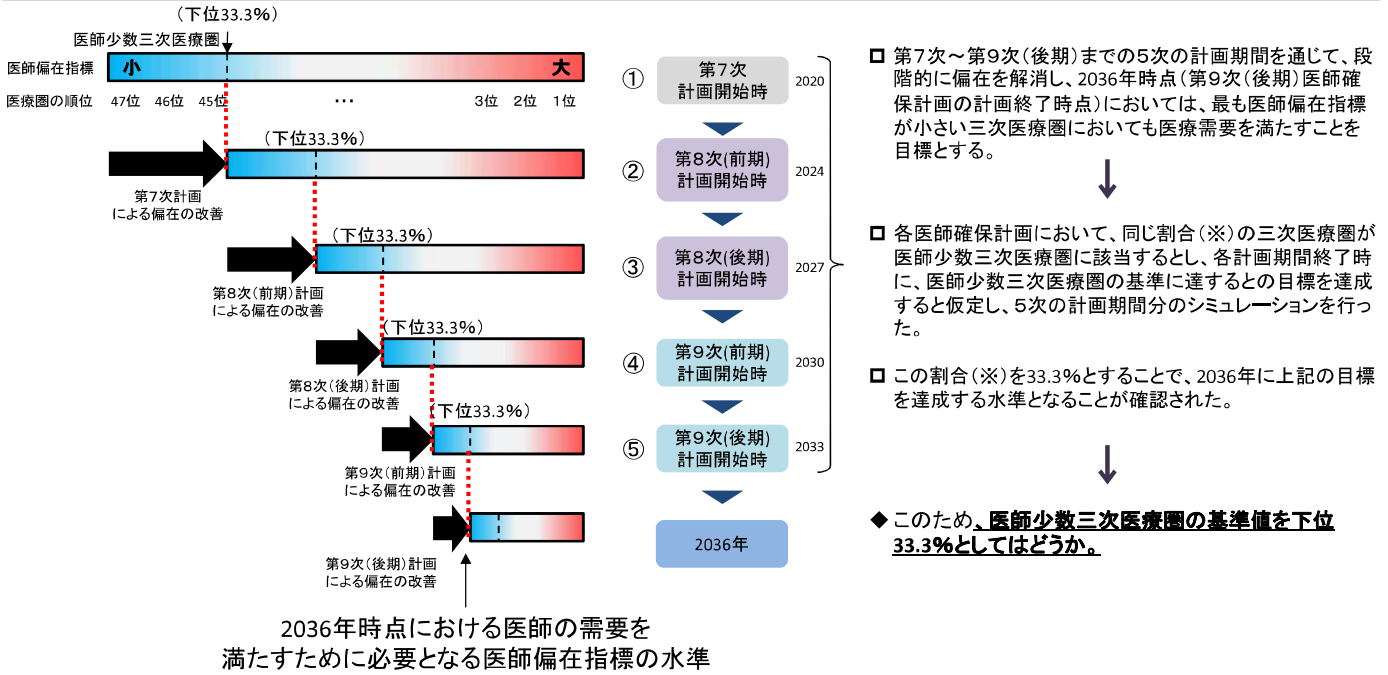 （下位33.3％）
医師少数三次医療圏
医師偏在指標
小
大
医療圏の順位
47位
46位
45位
…
3位
2位
1位
（下位33.3％）
第７次計画
による偏在の改善
（下位33.3％）
第８次（前期）計画
による偏在の改善
（下位33.3％）
第８次（後期）計画
による偏在の改善
（下位33.3％）
第９次（前期）計画
による偏在の改善
第９次（後期）計画
による偏在の改善
2036年時点における医師の需要を
満たすために必要となる医師偏在指標の水準
①
第７次
計画開始時
2020
②
第８次（前期）
計画開始時
2024
③
第８次（後期）
計画開始時
2027
④
第９次（前期）
計画開始時
2030
⑤
第９次（後期）
計画開始時
2033
2036年
第７次～第９次（後期）までの５次の計画期間を通じて、段
階的に偏在を解消し、2036年時点（第９次（後期）医師確
保計画の計画終了時点）においては、最も医師偏在指標
が小さい三次医療圏においても医療需要を満たすことを
目標とする。
各医師確保計画において、同じ割合（※）の三次医療圏が
医師少数三次医療圏に該当するとし、各計画期間終了時
に、医師少数三次医療圏の基準に達するとの目標を達成
すると仮定し、５次の計画期間分のシミュレーションを行っ
た。
この割合（※）を33.3％とすることで、2036年に上記の目標
を達成する水準となることが確認された。
◆ このため、医師少数三次医療圏の基準値を下位
33.3％としてはどうか。